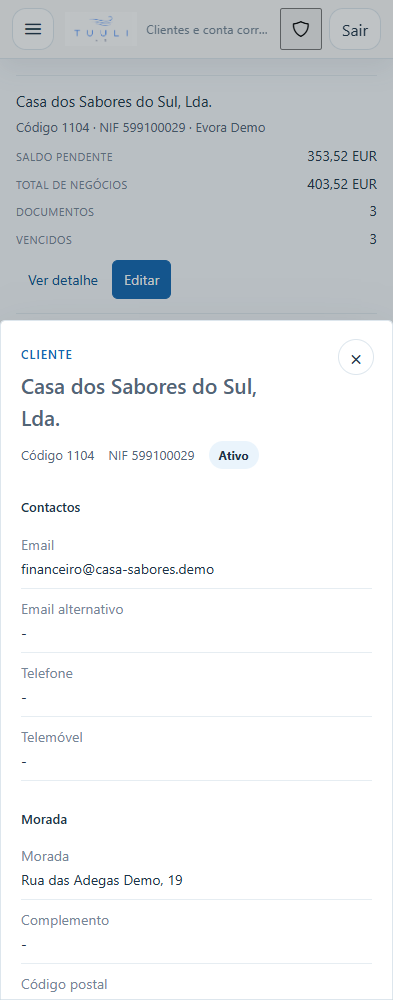 TUULI
Clientes e conta corr...
Sair
Casa dos Sabores do Sul, Lda.
Código 1104 · NIF 599100029 · Evora Demo
SALDO PENDENTE 353,52 EUR
TOTAL DE NEGÓCIOS 403,52 EUR
DOCUMENTOS 3
VENCIDOS 3
Ver detalhe Editar
CLIENTE
Casa dos Sabores do Sul,
Lda.
Código 1104 NIF 599100029 Ativo
Contactos
Email
financeiro@casa-sabores.demo
Email alternativo
-
Telefone
-
Telemóvel
-
Morada
Morada
Rua das Adegas Demo, 19
Complemento
-
Código postal